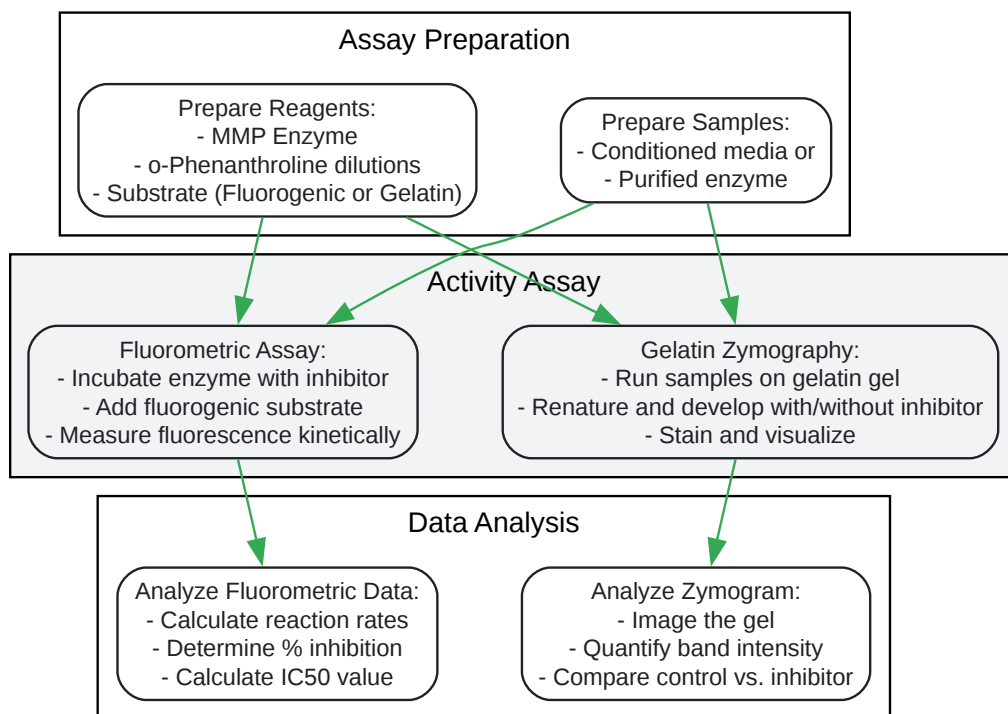 Assay Preparation
Prepare Reagents:
- MMP Enzyme
- o-Phenanthroline dilutions
- Substrate (Fluorogenic or Gelatin)
Prepare Samples:
- Conditioned media or
- Purified enzyme
Activity Assay
Fluorometric Assay:
- Incubate enzyme with inhibitor
- Add fluorogenic substrate
- Measure fluorescence kinetically
Gelatin Zymography:
- Run samples on gelatin gel
- Renature and develop with/without inhibitor
- Stain and visualize
Data Analysis
Analyze Fluorometric Data:
- Calculate reaction rates
- Determine % inhibition
- Calculate IC50 value
Analyze Zymogram:
- Image the gel
- Quantify band intensity
- Compare control vs. inhibitor